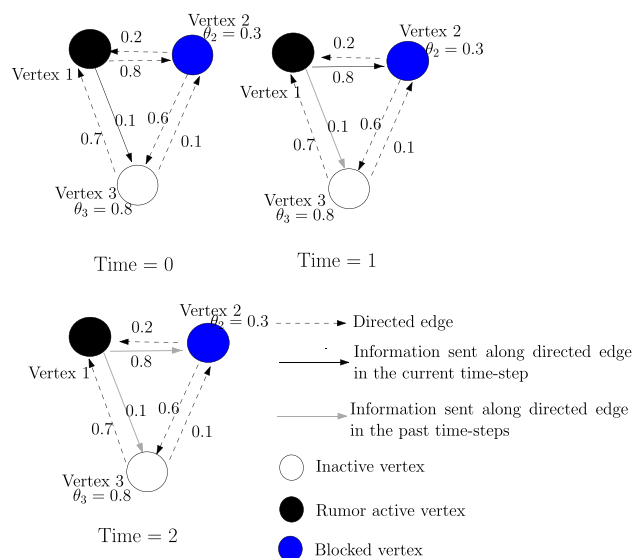 Vertex 2
θ₂ = 0.3
0.2
0.8
Vertex 1
0.1
0.6
0.7
0.1
Vertex 3
θ₃ = 0.8
Time = 0
Vertex 2
θ₂ = 0.3
0.2
0.8
Vertex 1
0.1
0.6
0.7
0.1
Vertex 3
θ₃ = 0.8
Time = 1
Vertex 2
θ₂ = 0.3
0.2
0.8
Vertex 1
0.1
0.6
0.7
0.1
Vertex 3
θ₃ = 0.8
Time = 2
Directed edge
Information sent along directed edge
in the current time-step
Information sent along directed edge
in the past time-steps
Inactive vertex
Rumor active vertex
Blocked vertex